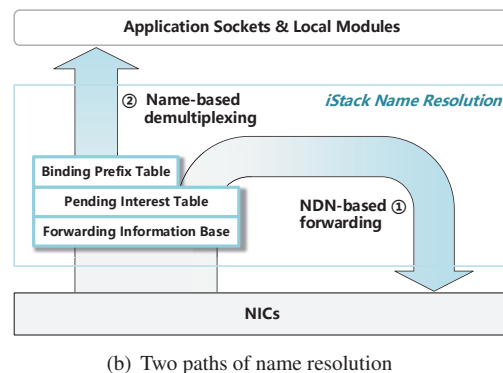 Application Sockets & Local Modules
② Name-based
demultiplexing
iStack Name Resolution
Binding Prefix Table
Pending Interest Table
Forwarding Information Base
NDN-based ①
forwarding
NICs
(b) Two paths of name resolution